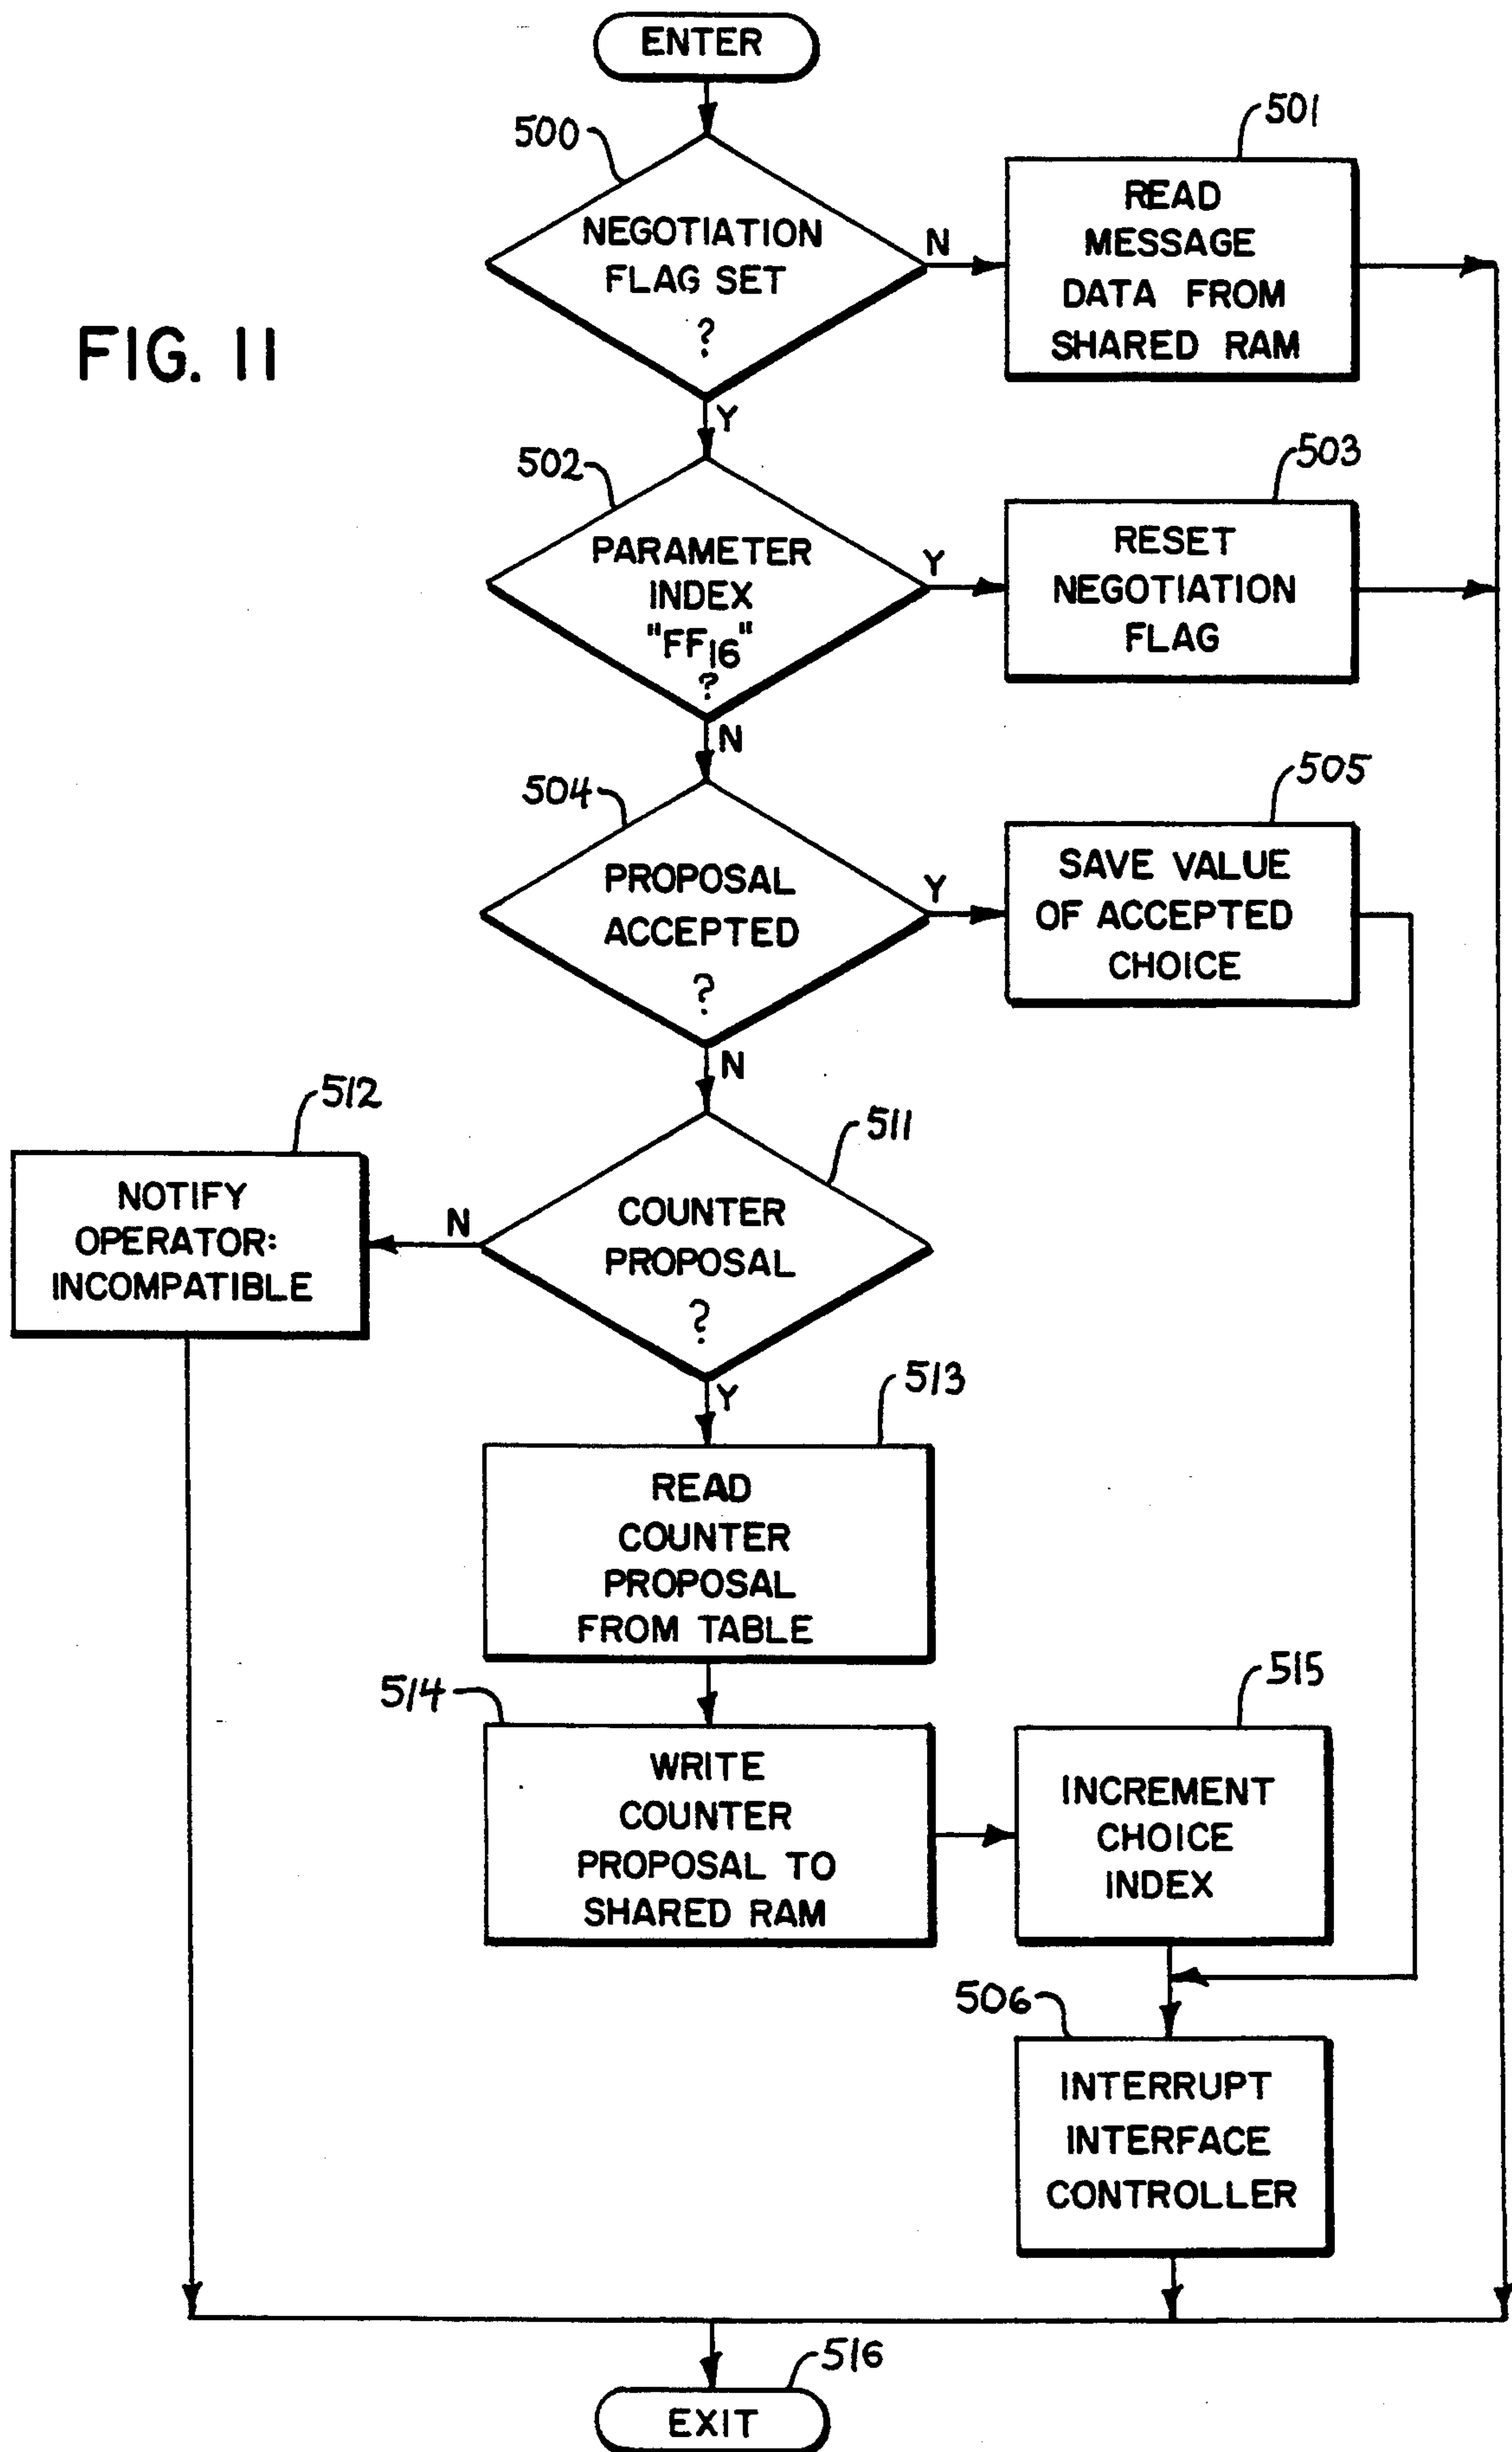 ENTER
500
NEGOTIATION
FLAG SET
?
N
501
READ
MESSAGE
DATA FROM
SHARED RAM
FIG. 11
Y
502
PARAMETER
INDEX
"FF16"
?
Y
503
RESET
NEGOTIATION
FLAG
N
504
PROPOSAL
ACCEPTED
?
Y
505
SAVE VALUE
OF ACCEPTED
CHOICE
N
511
COUNTER
PROPOSAL
?
N
512
NOTIFY
OPERATOR:
INCOMPATIBLE
Y
513
READ
COUNTER
PROPOSAL
FROM TABLE
514
WRITE
COUNTER
PROPOSAL TO
SHARED RAM
515
INCREMENT
CHOICE
INDEX
506
INTERRUPT
INTERFACE
CONTROLLER
516
EXIT